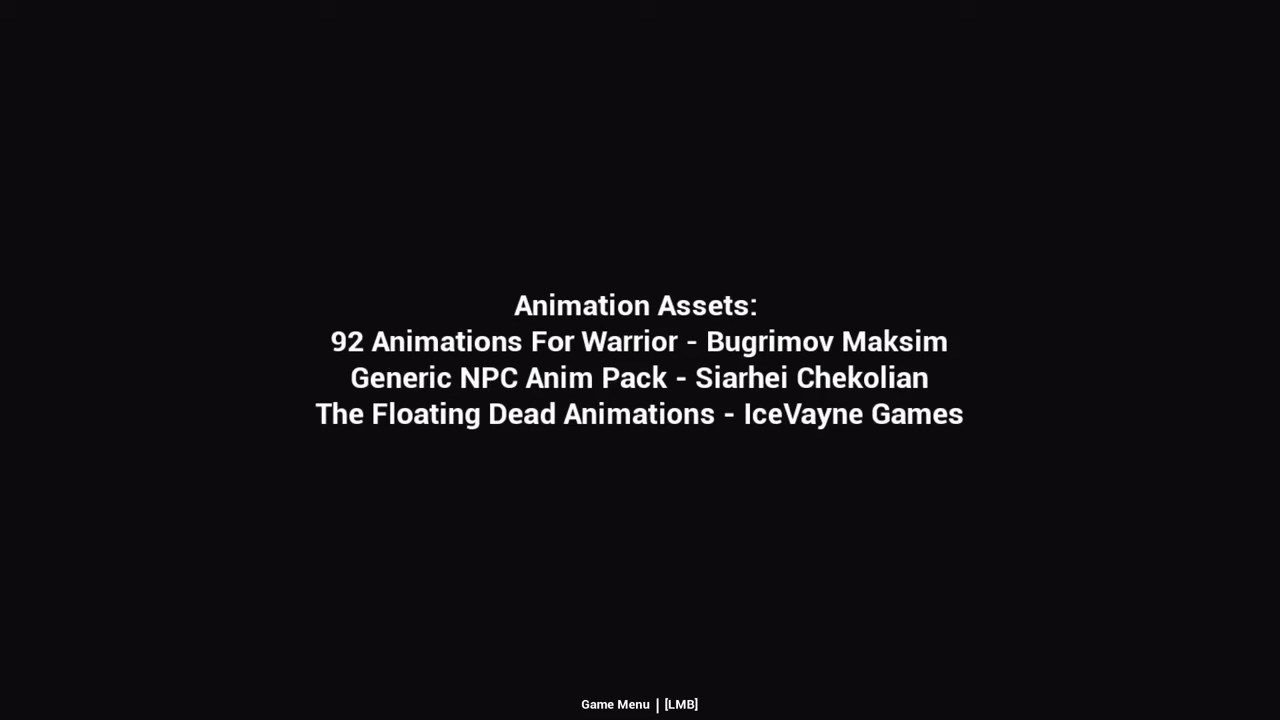 Animation Assets:
92 Animations For Warrior - Bugrimov Maksim
Generic NPC Anim Pack - Siarhei Chekolian
The Floating Dead Animations - IceVayne Games
Game Menu | [LMB]